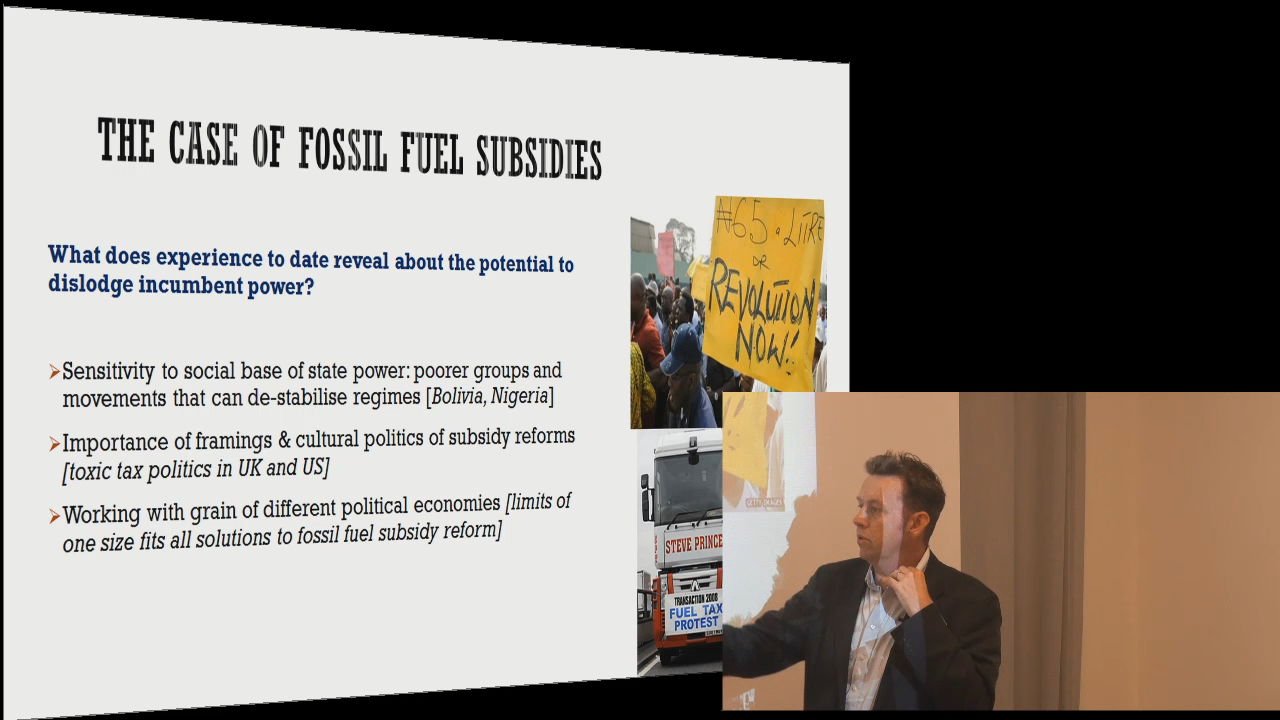 THE CASE OF FOSSIL FUEL SUBSIDIES
What does experience to date reveal about the potential to
dislodge incumbent power?
➢Sensitivity to social base of state power: poorer groups and
movements that can de-stabilise regimes [Bolivia, Nigeria]
➢Importance of framings & cultural politics of subsidy reforms
[toxic tax politics in UK and US]
➢Working with grain of different political economies [limits of
one size fits all solutions to fossil fuel subsidy reform]
₦65 • LITRE
OR
REVOLUTION
NOW!
STEVE PRINCE
TRANSACTION 2008
FUEL TAX
PROTEST
GETTY IMAGES